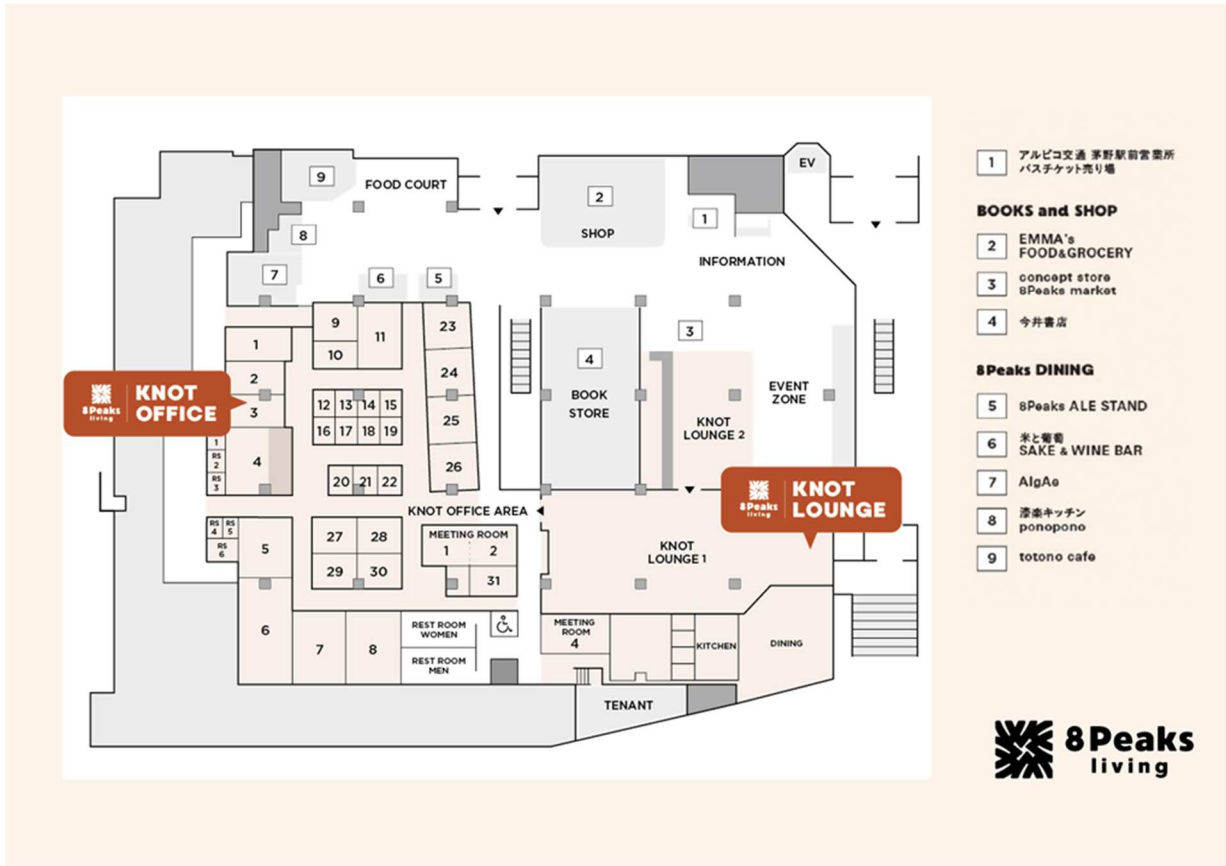 9
FOOD COURT
2
SHOP
EV
1
8
7
6
5
INFORMATION
3
4
BOOK
STORE
EVENT
ZONE
KNOT
LOUNGE 2
8Peaks
living
KNOT
OFFICE
1
2
3
4
9
10
11
23
24
25
26
12 13 14 15
16 17 18 19
20 21 22
1
RS
2
RS
3
RS
4
RS
5
RS
6
KNOT OFFICE AREA
MEETING ROOM
1 2
31
27 28
29 30
5
6
7
8
REST ROOM
WOMEN
REST ROOM
MEN
8Peaks
living
KNOT
LOUNGE
KNOT
LOUNGE 1
MEETING
ROOM
4
KITCHEN
DINING
TENANT
1 アルピコ交通 茅野駅前営業所
バスチケット売り場
BOOKS and SHOP
2 EMMA's
FOOD&GROCERY
3 concept store
8Peaks market
4 今井書店
8Peaks DINING
5 8Peaks ALE STAND
6 米と葡萄
SAKE & WINE BAR
7 AlgAe
8 漆楽キッチン
ponopono
9 totono cafe
8Peaks
living